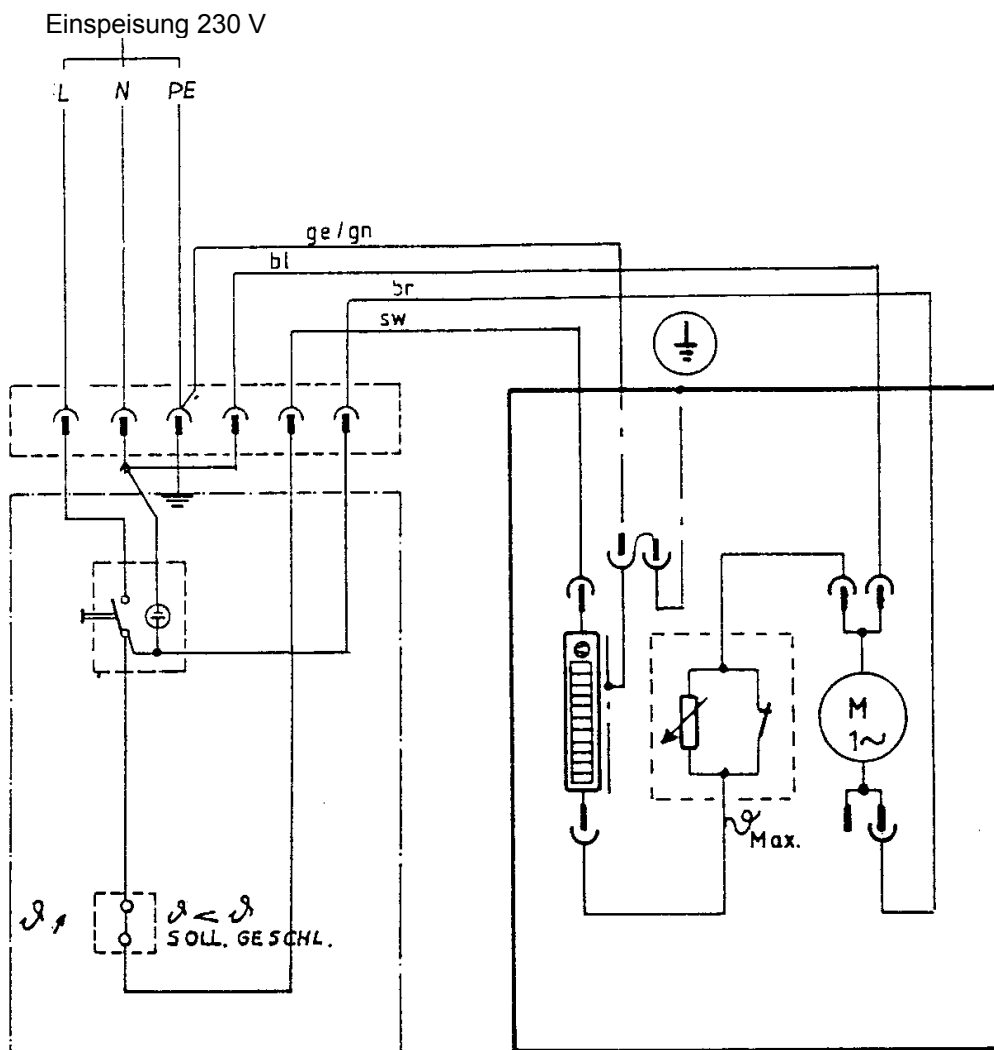 Einspeisung 230 V
L N PE
ge/gn
bl
br
sw
M
1~
ϑ Max.
ϑ ϑ < ϑ
SOLL. GESCHL.